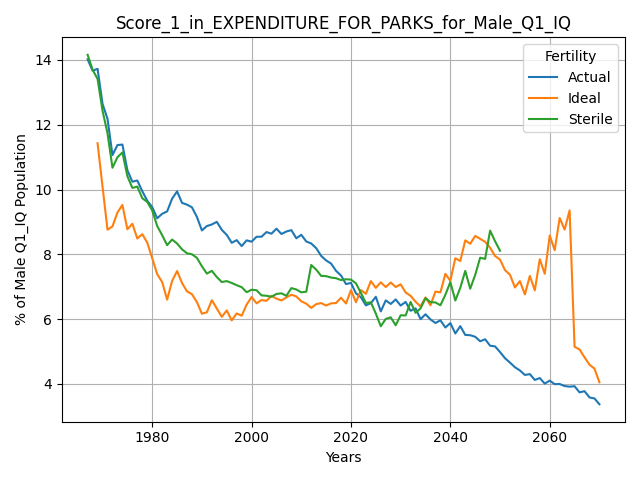 Score_1_in_EXPENDITURE_FOR_PARKS_for_Male_Q1_IQ
% of Male Q1_IQ Population
14
12
10
8
6
4
Fertility
Actual
Ideal
Sterile
1980
2000
2020
2040
2060
Years